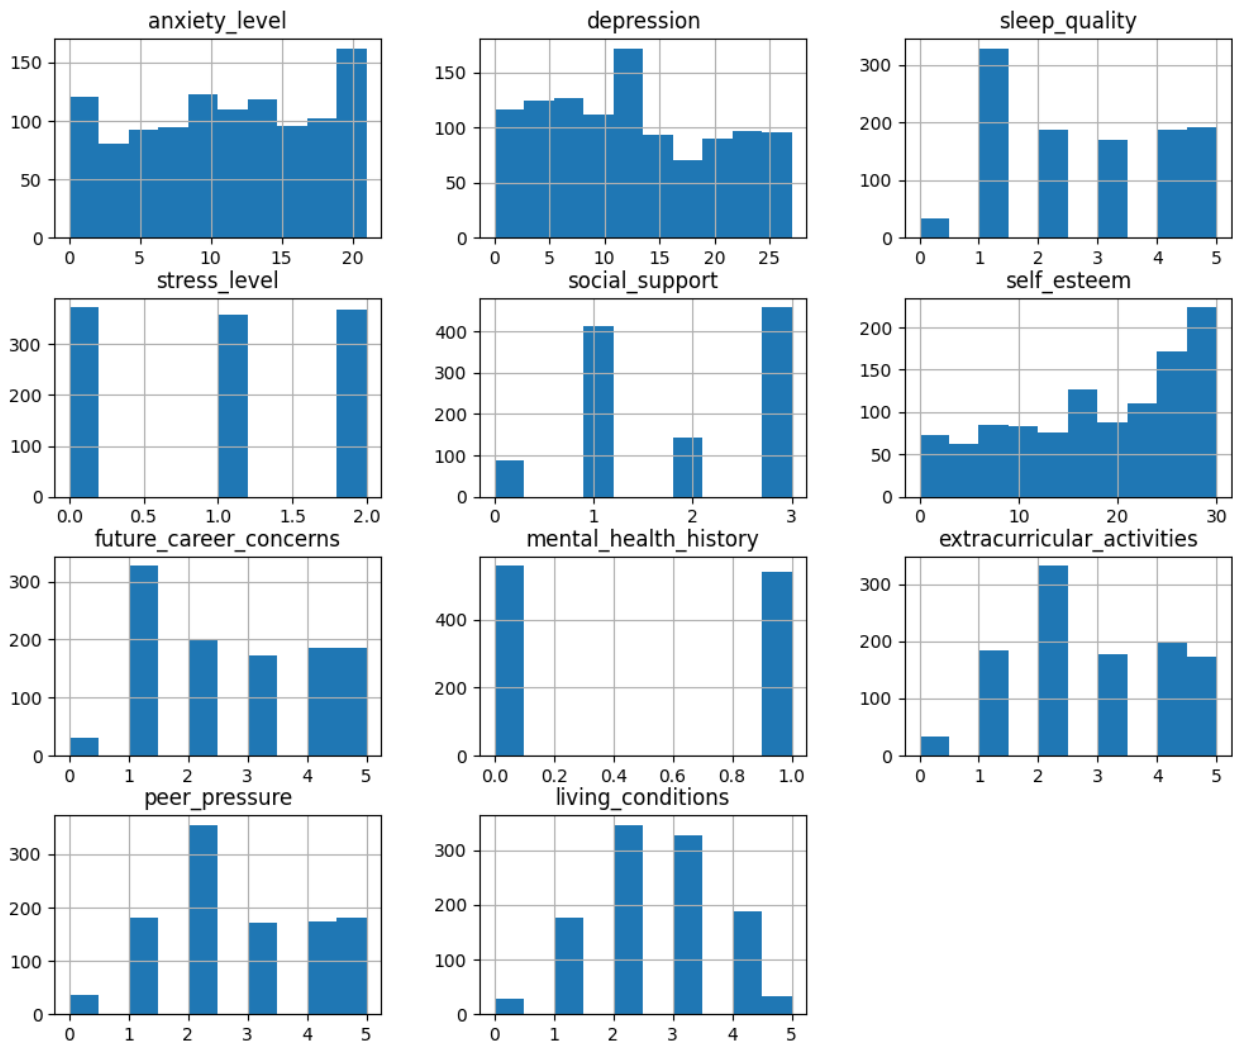 anxiety_level depression sleep_quality
150 100 50 0
0 5 10 15 20
150 100 50 0
0 5 10 15 20 25
300 200 100 0
0 1 2 3 4 5
stress_level social_support self_esteem
300 200 100 0
0.0 0.5 1.0 1.5 2.0
400 300 200 100 0
0 1 2 3
200 150 100 50 0
0 10 20 30
future_career_concerns mental_health_history extracurricular_activities
300 200 100 0
0 1 2 3 4 5
400 200 0
0.0 0.2 0.4 0.6 0.8 1.0
300 200 100 0
0 1 2 3 4 5
peer_pressure living_conditions
300 200 100 0
0 1 2 3 4 5
300 200 100 0
0 1 2 3 4 5